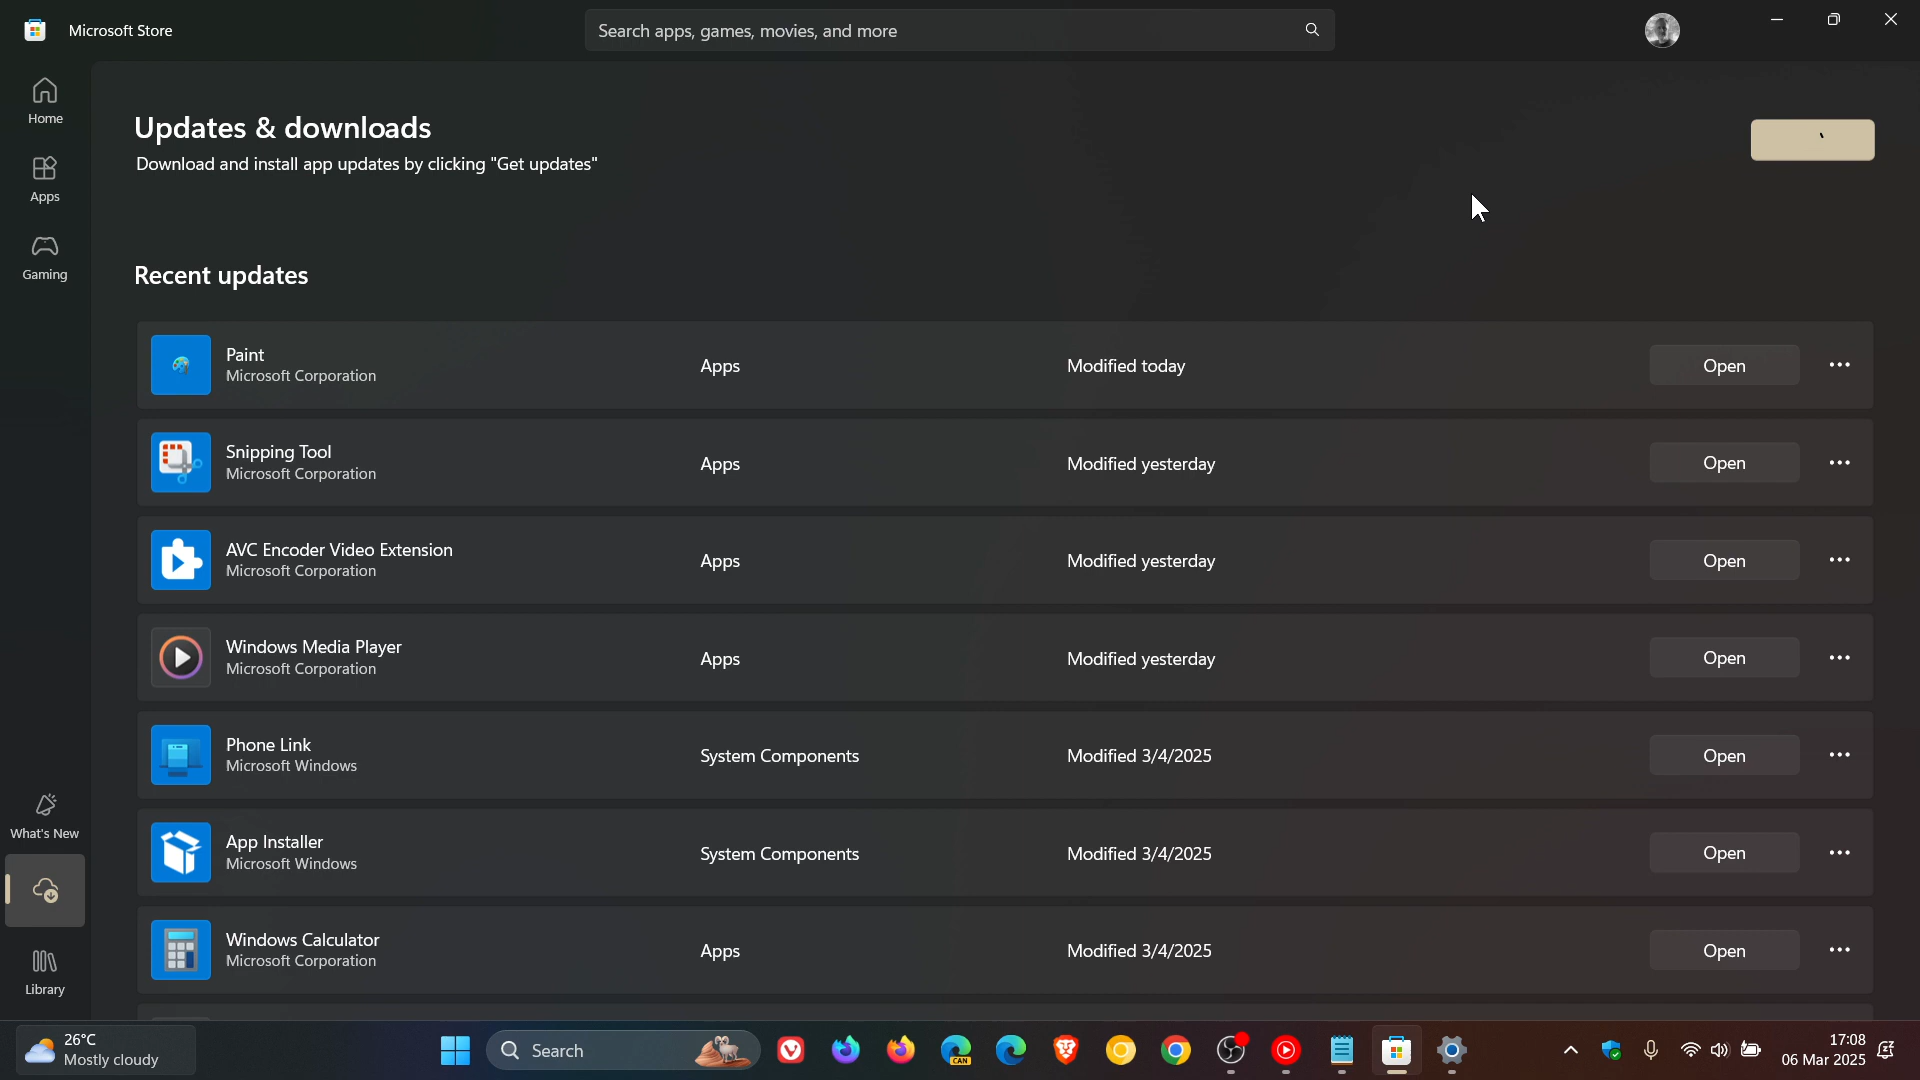 Microsoft Store
Search apps, games, movies, and more
Home
Apps
Gaming
What's New
Library
Updates & downloads
Download and install app updates by clicking "Get updates"
Recent updates
Paint
Microsoft Corporation
Apps
Modified today
Open
Snipping Tool
Microsoft Corporation
Apps
Modified yesterday
Open
AVC Encoder Video Extension
Microsoft Corporation
Apps
Modified yesterday
Open
Windows Media Player
Microsoft Corporation
Apps
Modified yesterday
Open
Phone Link
Microsoft Windows
System Components
Modified 3/4/2025
Open
App Installer
Microsoft Windows
System Components
Modified 3/4/2025
Open
Windows Calculator
Microsoft Corporation
Apps
Modified 3/4/2025
Open
26°C
Mostly cloudy
Search
CAN
17:08
06 Mar 2025